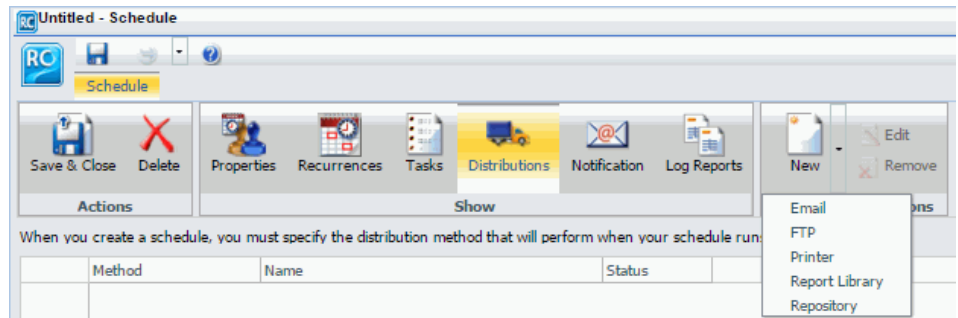 RC Untitled - Schedule
RC
Schedule
Save & Close Delete Properties Recurrences Tasks Distributions Notification Log Reports New Edit Remove
Actions Show ons
When you create a schedule, you must specify the distribution method that will perform when your schedule runs
Method Name Status
Email
FTP
Printer
Report Library
Repository